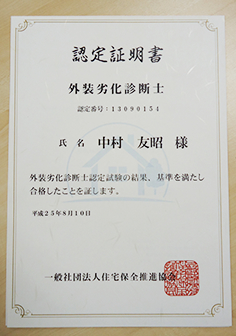 認定証明書
外装劣化診断士
認定番号：13090154
氏名 中村 友昭 様
外装劣化診断士認定試験の結果、基準を満たし
合格したことを証します。
平成25年8月10日
一般社団法人住宅保全推進協会